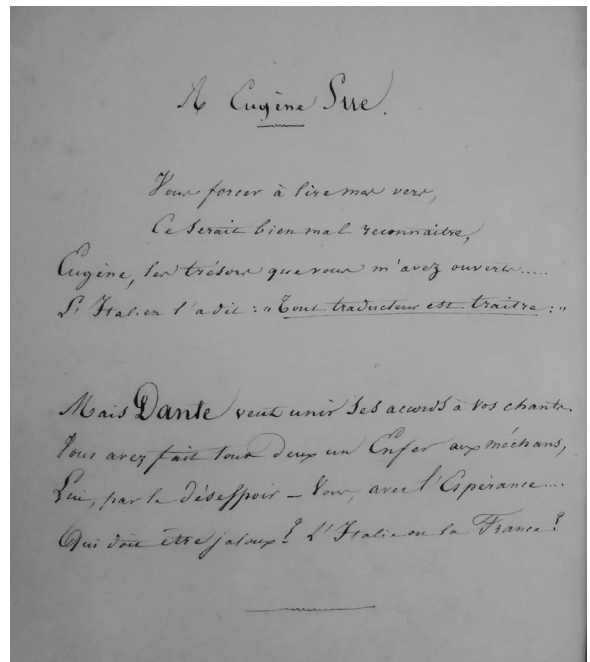 A Eugène Sue.
Vous forcer à lire mes vers,
Ce serait bien mal reconnaitre,
Eugène, les trésors que vous m'avez ouverts.....
L'Italien l'a dit : "Tout traducteur est traitre :"
Mais Dante veut unir ses accords à vos chants.
Vous avez fait tous deux un Enfer aux méchans,
Lui, par le désespoir – Vous, avec l'Espérance....
Qui doit être jaloux? L'Italie ou la France?